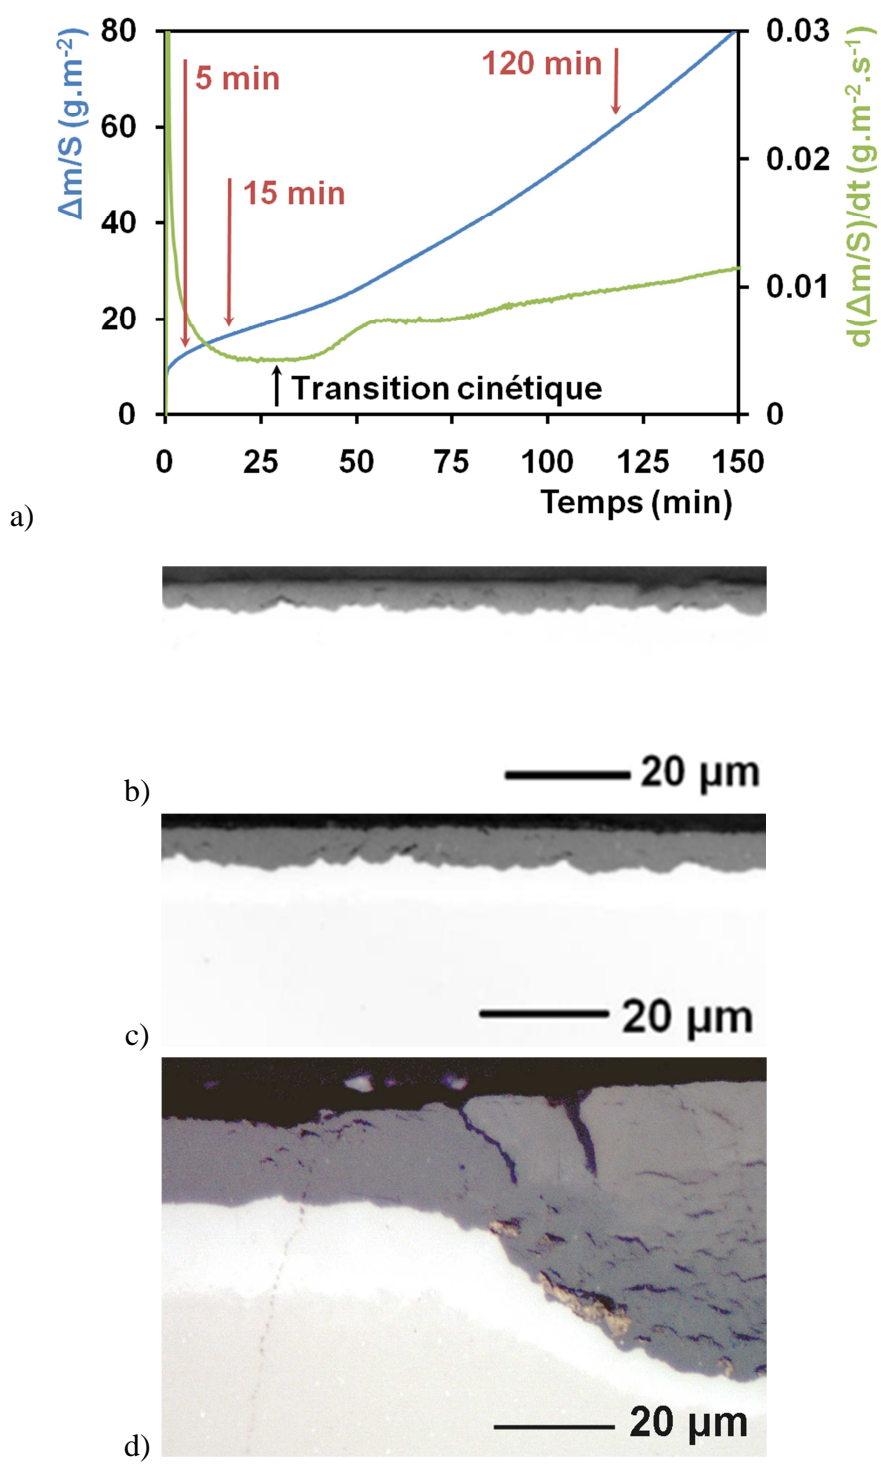 80
60
40
20
0
Δm/S (g.m-2)
5 min
15 min
120 min
Transition cinétique
0.03
0.02
0.01
0
d(Δm/S)/dt (g.m-2.s-1)
0 25 50 75 100 125 150
Temps (min)
a)
20 µm
b)
20 µm
c)
20 µm
d)